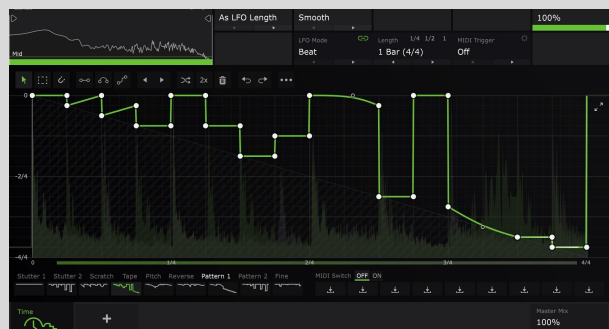 As LFO Length Smooth 100%
LFO Mode Length 1/4 1/2 1 MIDI Trigger
Mid Beat 1 Bar (4/4) Off
2x
0
-2/4
-4/4
0 1/4 2/4 3/4 4/4
Stutter 1 Stutter 2 Scratch Tape Pitch Reverse Pattern 1 Pattern 2 Fine MIDI Switch OFF ON
Time + Master Mix
100%